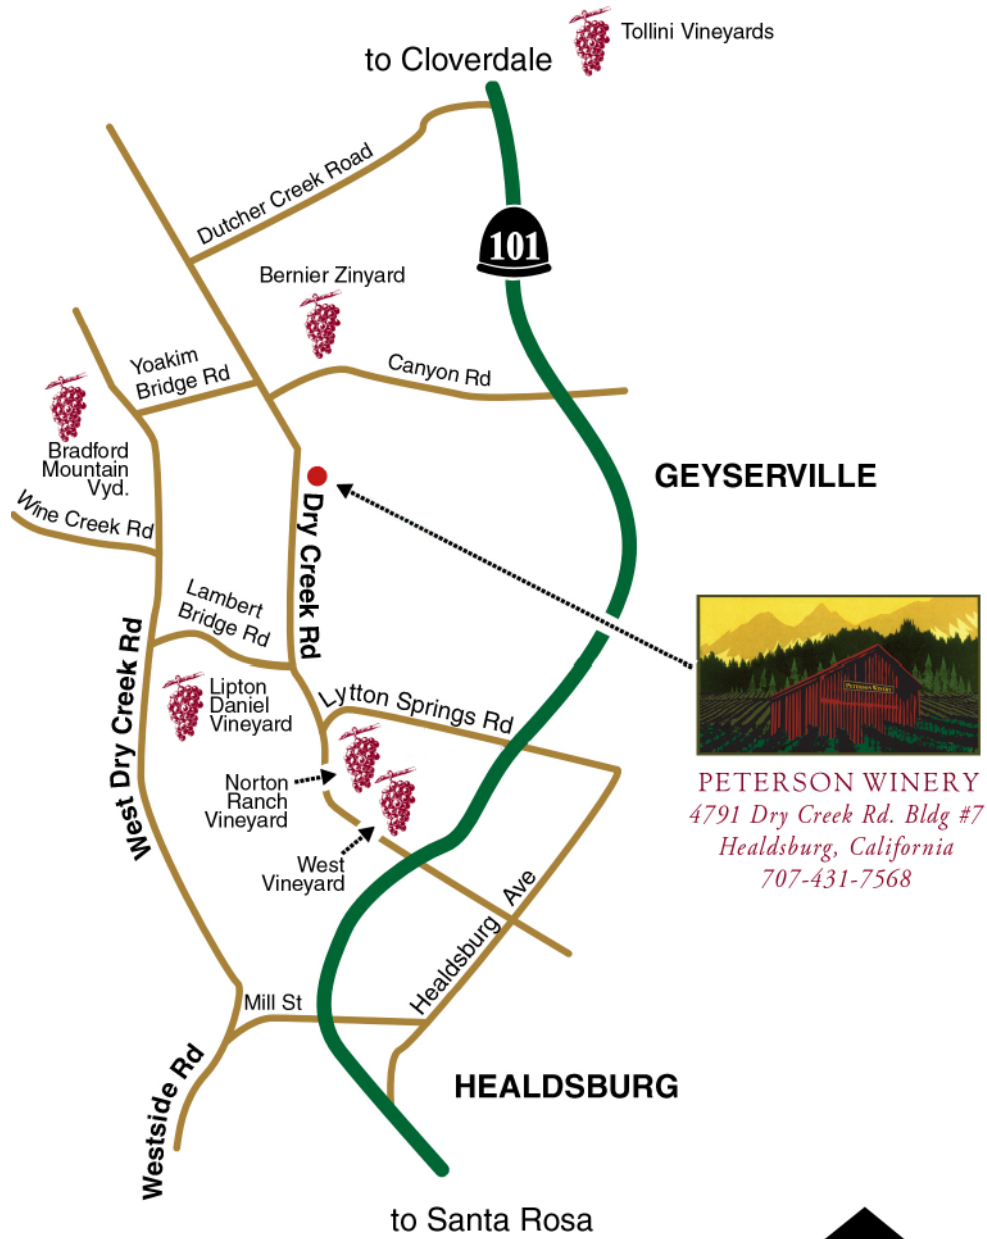 Tollini Vineyards
to Cloverdale
Dutcher Creek Road
101
Bernier Zinyard
Yoakim
Bridge Rd
Canyon Rd
Bradford
Mountain
Vyd.
GEYSERVILLE
Wine Creek Rd
Dry Creek Rd
Lambert
Bridge Rd
West Dry Creek Rd
Lipton
Daniel
Vineyard
Lytton Springs Rd
PETERSON WINERY
Norton
Ranch
Vineyard
PETERSON WINERY
4791 Dry Creek Rd. Bldg #7
Healdsburg, California
707-431-7568
West
Vineyard
Healdsburg Ave
Mill St
Westside Rd
HEALDSBURG
to Santa Rosa